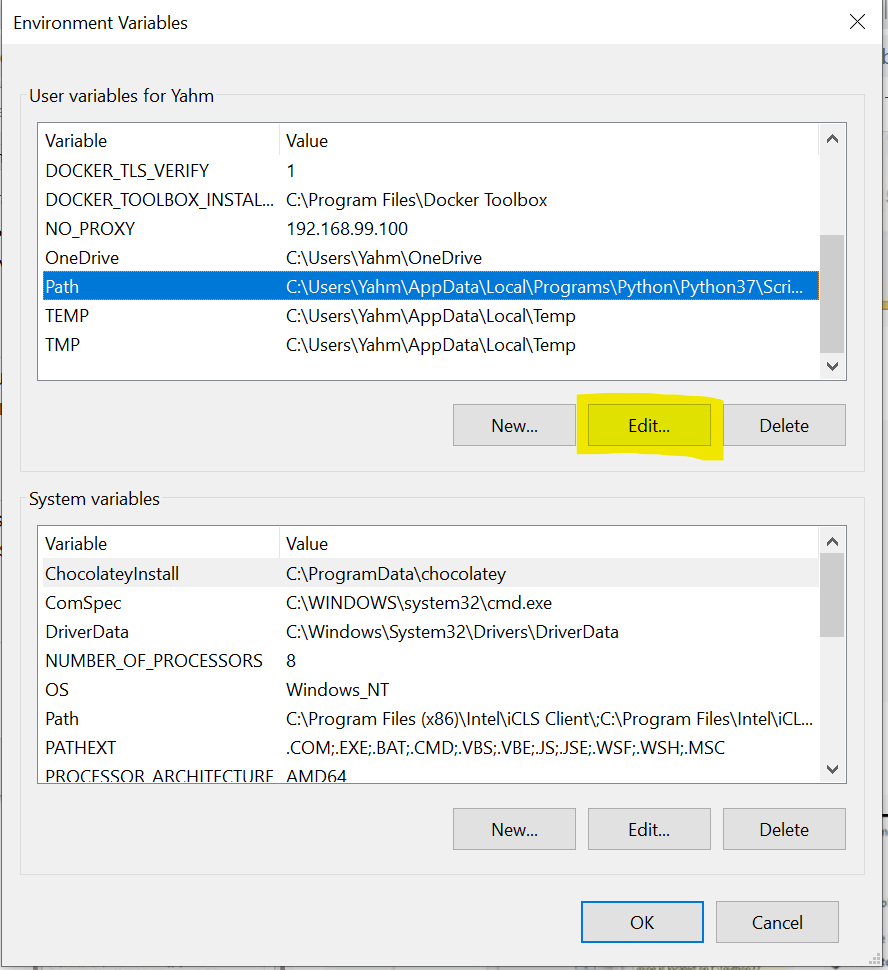 Environment Variables
User variables for Yahm
Variable Value
DOCKER_TLS_VERIFY 1
DOCKER_TOOLBOX_INSTAL... C:\Program Files\Docker Toolbox
NO_PROXY 192.168.99.100
OneDrive C:\Users\Yahm\OneDrive
Path C:\Users\Yahm\AppData\Local\Programs\Python\Python37\Scri...
TEMP C:\Users\Yahm\AppData\Local\Temp
TMP C:\Users\Yahm\AppData\Local\Temp
New... Edit... Delete
System variables
Variable Value
ChocolateyInstall C:\ProgramData\chocolatey
ComSpec C:\WINDOWS\system32\cmd.exe
DriverData C:\Windows\System32\Drivers\DriverData
NUMBER_OF_PROCESSORS 8
OS Windows_NT
Path C:\Program Files (x86)\Intel\iCLS Client\;C:\Program Files\Intel\iCL...
PATHEXT .COM;.EXE;.BAT;.CMD;.VBS;.VBE;.JS;.JSE;.WSF;.WSH;.MSC
PROCESSOR_ARCHITECTURE AMD64
New... Edit... Delete
OK Cancel